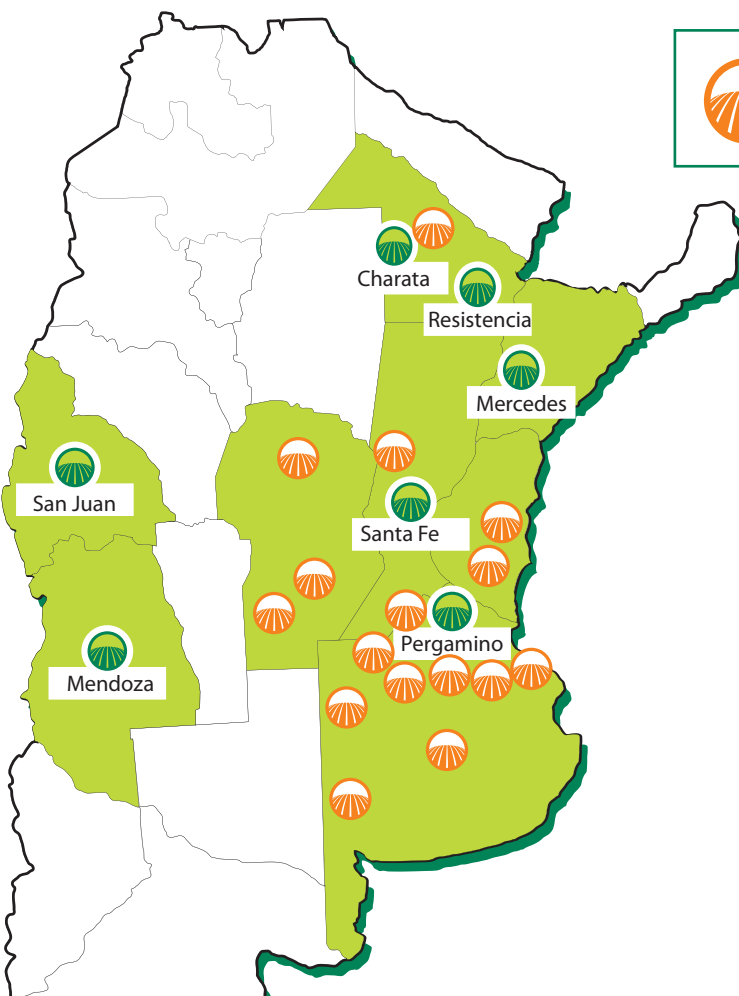 Charata
Resistencia
Mercedes
San Juan
Santa Fe
Pergamino
Mendoza